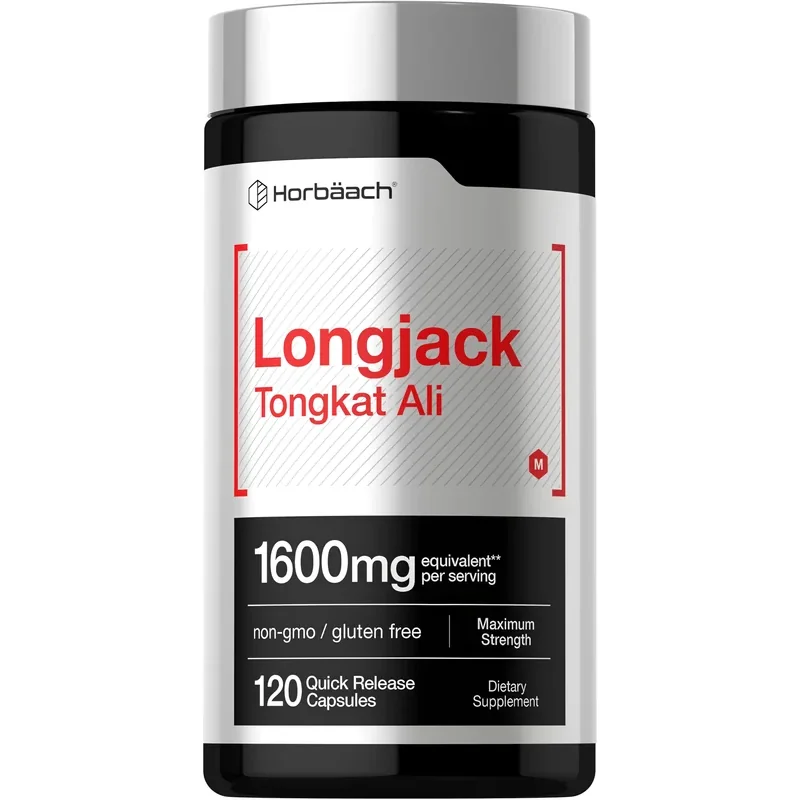 Horbäach®
Longjack
Tongkat Ali
M
1600mg equivalent** per serving
non-gmo / gluten free
Maximum Strength
120 Quick Release Capsules
Dietary Supplement